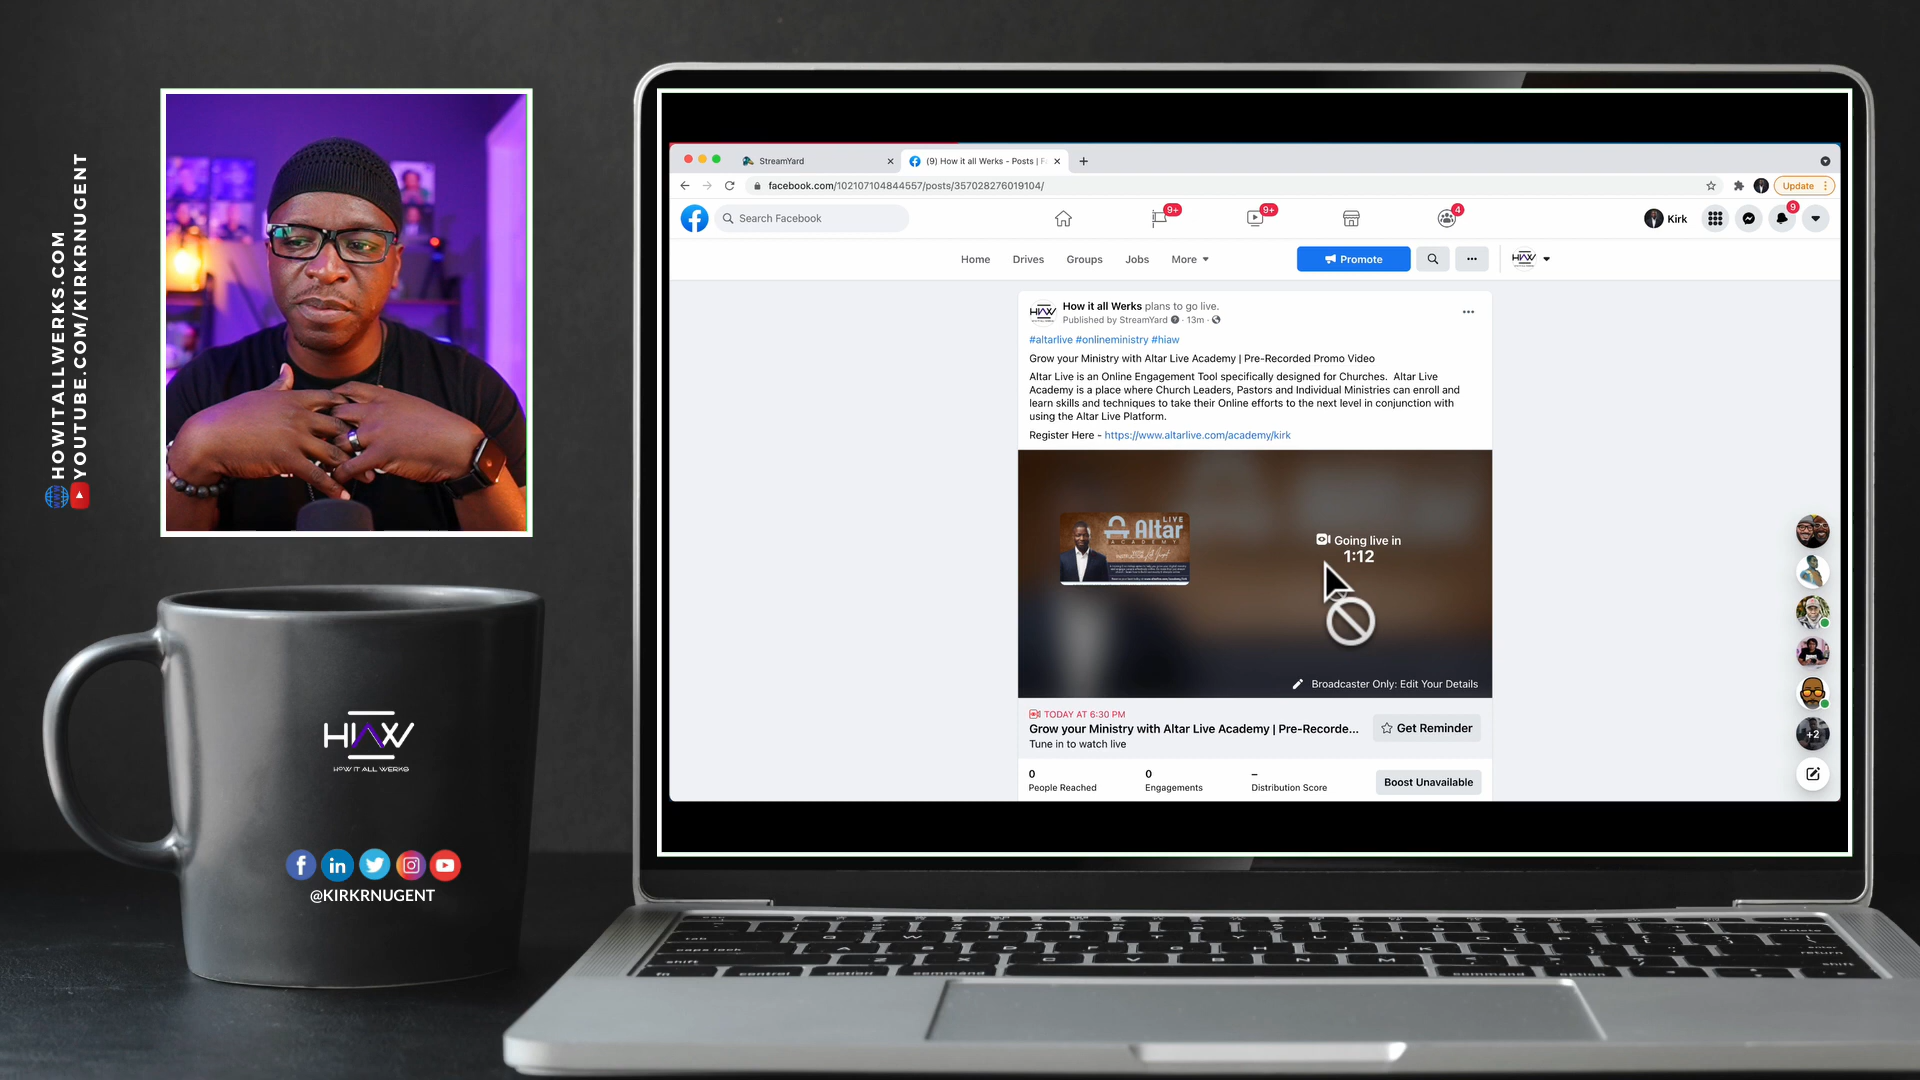 HOWITALLWERKS.COM
YOUTUBE.COM/KIRKRNUGENT
HIAW
HOW IT ALL WERKS
@KIRKRNUGENT
StreamYard
(9) How it all Werks - Posts | F
facebook.com/102107104844557/posts/357028276019104/
Update
Search Facebook
9+
9+
4
Kirk
9
Home Drives Groups Jobs More
Promote
HIAW
How it all Werks plans to go live.
Published by StreamYard · 13m ·
#altarlive #onlineministry #hiaw
Grow your Ministry with Altar Live Academy | Pre-Recorded Promo Video
Altar Live is an Online Engagement Tool specifically designed for Churches. Altar Live
Academy is a place where Church Leaders, Pastors and Individual Ministries can enroll and
learn skills and techniques to take their Online efforts to the next level in conjunction with
using the Altar Live Platform.
Register Here - https://www.altarlive.com/academy/kirk
LIVE
Altar
ACADEMY
Going live in
1:12
Broadcaster Only: Edit Your Details
TODAY AT 6:30 PM
Grow your Ministry with Altar Live Academy | Pre-Recorde...
Tune in to watch live
Get Reminder
0
People Reached
0
Engagements
–
Distribution Score
Boost Unavailable
+2